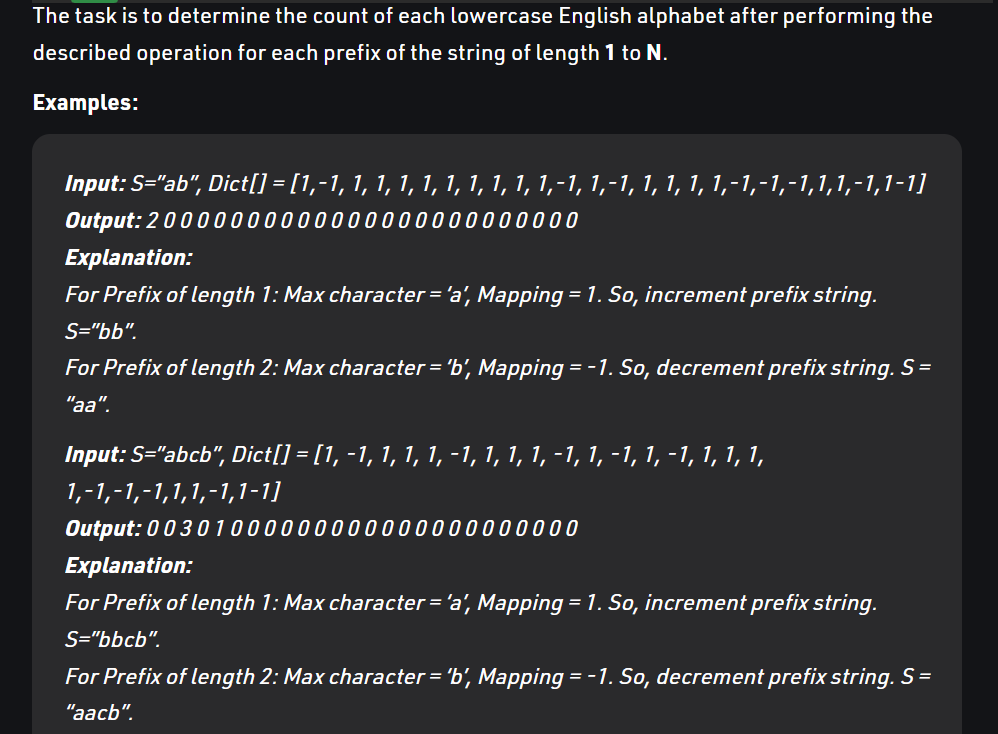 The task is to determine the count of each lowercase English alphabet after performing the
described operation for each prefix of the string of length 1 to N.
Examples:
Input: S=”ab”, Dict[] = [1,-1, 1, 1, 1, 1, 1, 1, 1, 1, 1, 1,-1, 1,-1, 1, 1, 1, 1,-1,-1,-1,1,1,-1,1-1]
Output: 2 0 0 0 0 0 0 0 0 0 0 0 0 0 0 0 0 0 0 0 0 0 0 0 0 0
Explanation:
For Prefix of length 1: Max character = ‘a’, Mapping = 1. So, increment prefix string.
S=”bb”.
For Prefix of length 2: Max character = ‘b’, Mapping = -1. So, decrement prefix string. S =
“aa”.
Input: S=”abcb”, Dict[] = [1, -1, 1, 1, 1, -1, 1, 1, 1, -1, 1, -1, 1, -1, 1, 1, 1,
1,-1,-1,-1,1,1,-1,1-1]
Output: 0 0 3 0 1 0 0 0 0 0 0 0 0 0 0 0 0 0 0 0 0 0 0 0 0 0
Explanation:
For Prefix of length 1: Max character = ‘a’, Mapping = 1. So, increment prefix string.
S=”bbcb”.
For Prefix of length 2: Max character = ‘b’, Mapping = -1. So, decrement prefix string. S =
“aacb”.